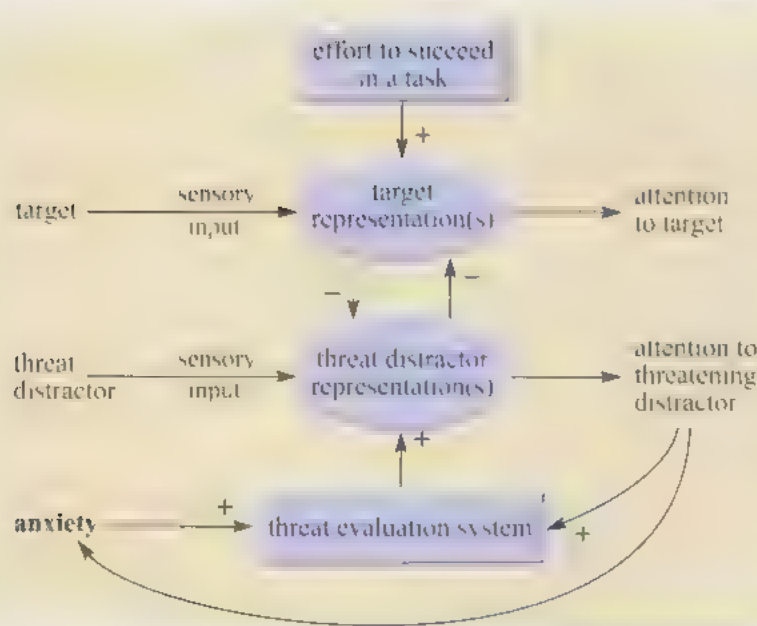 effort to succeed
in a task
+
target
sensory
input
target
representation(s)
attention
to target
−
−
threat
distractor
sensory
input
threat distractor
representation(s)
attention to
threatening
distractor
+
anxiety
+
threat evaluation system
+